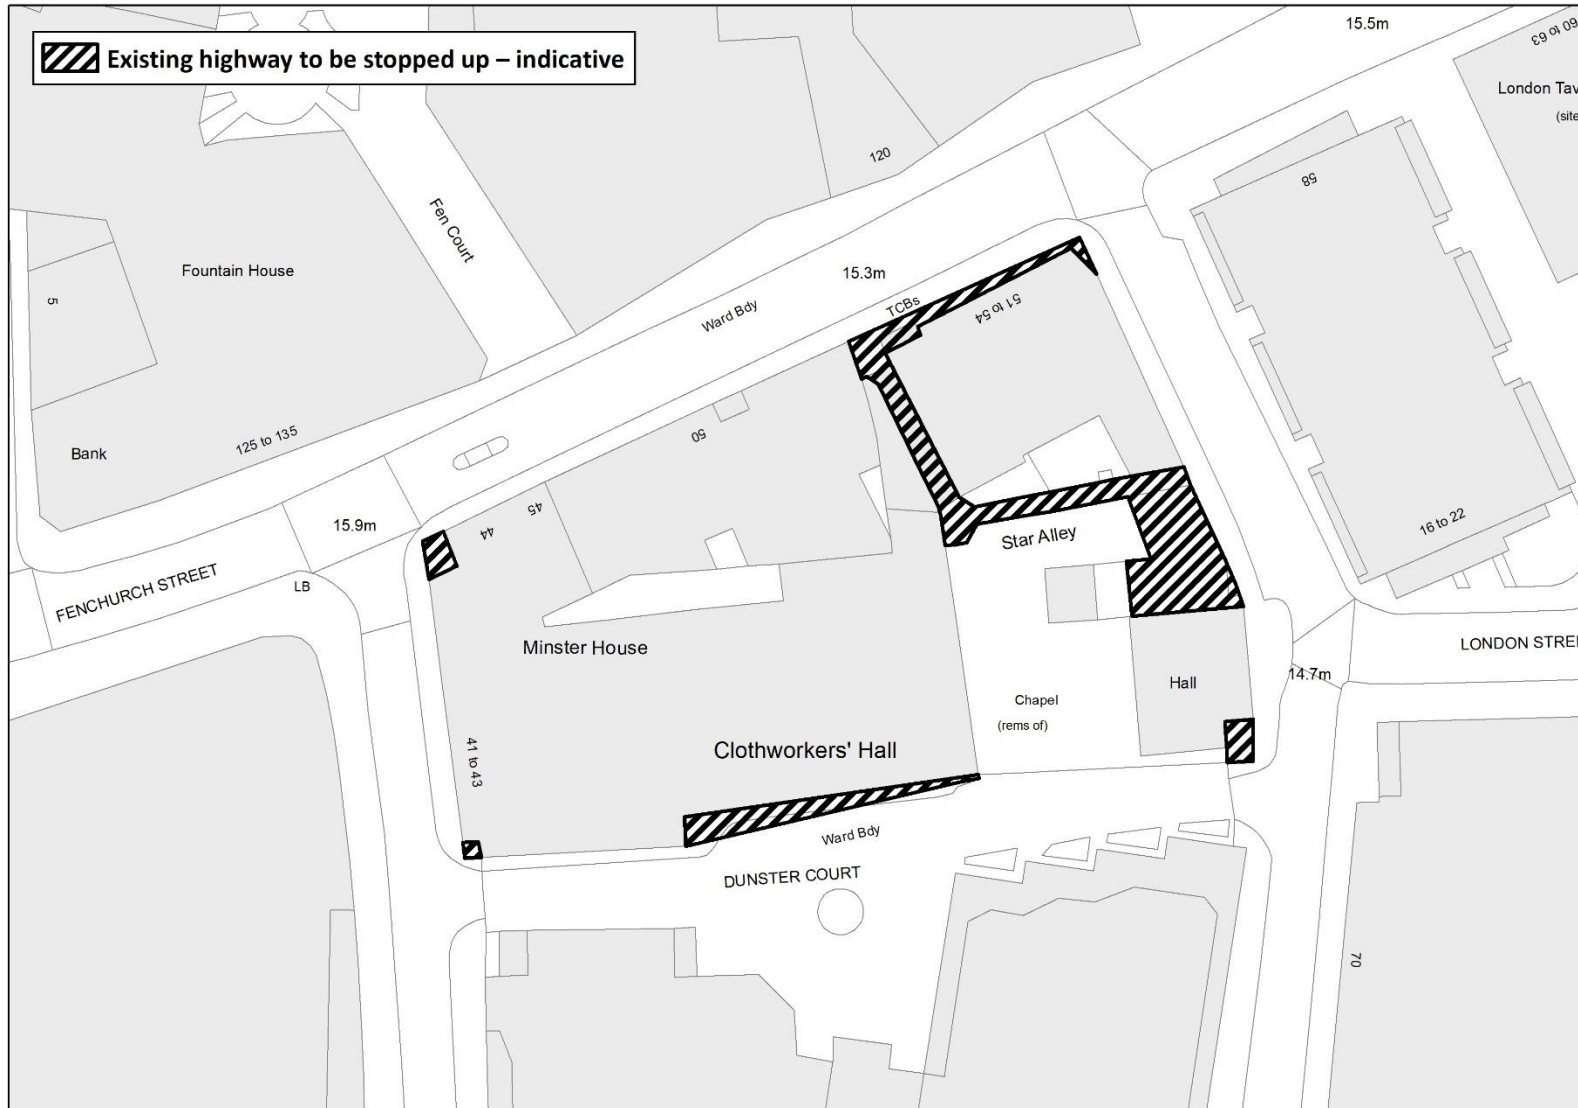 Existing highway to be stopped up – indicative
15.5m
60 to 63
London Tav
(site
120
58
Fen Court
Fountain House
5
15.3m
Ward Bdy
TCBs
51 to 54
50
125 to 135
Bank
45
44
15.9m
FENCHURCH STREET
LB
16 to 22
Star Alley
Minster House
LONDON STREE
14.7m
Hall
Chapel
(rems of)
Clothworkers' Hall
41 to 43
Ward Bdy
DUNSTER COURT
70